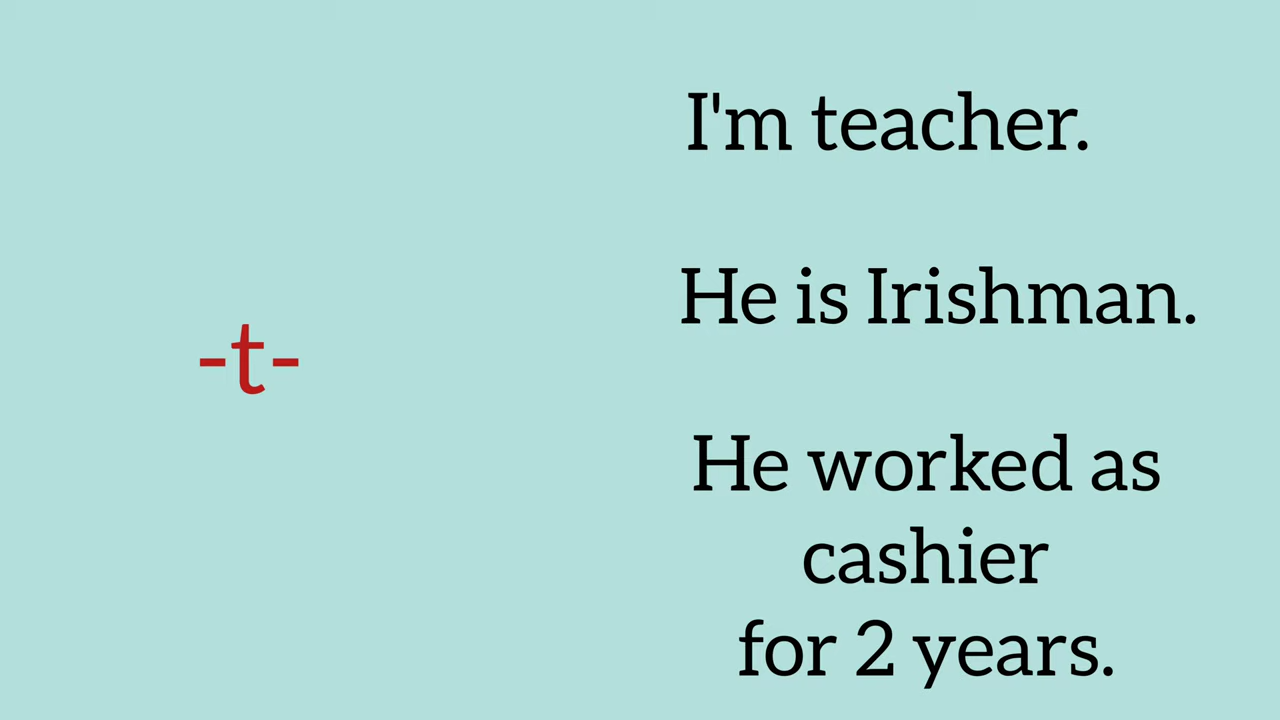 -t-
I'm teacher.
He is Irishman.
He worked as
cashier
for 2 years.